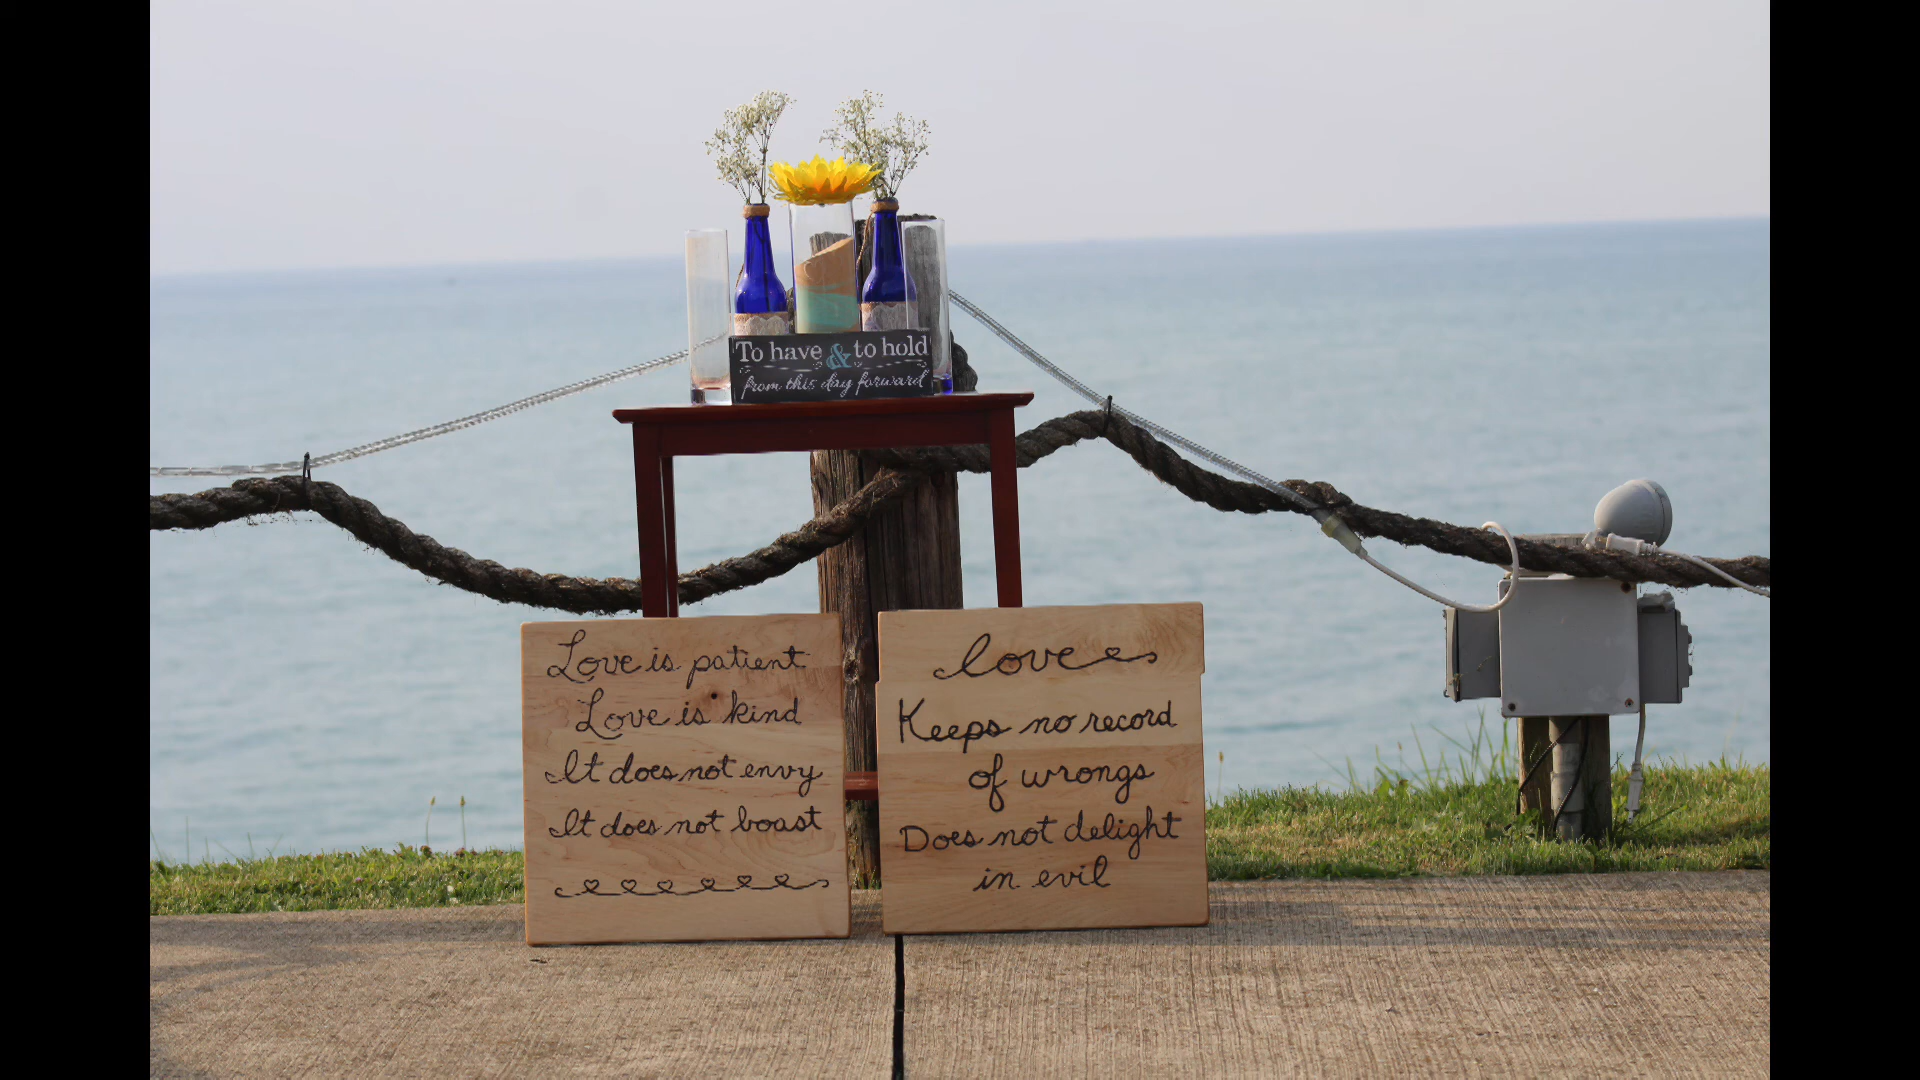 To have & to hold
from this day forward
Love is patient
Love is kind
It does not envy
It does not boast
love
Keeps no record
of wrongs
Does not delight
in evil